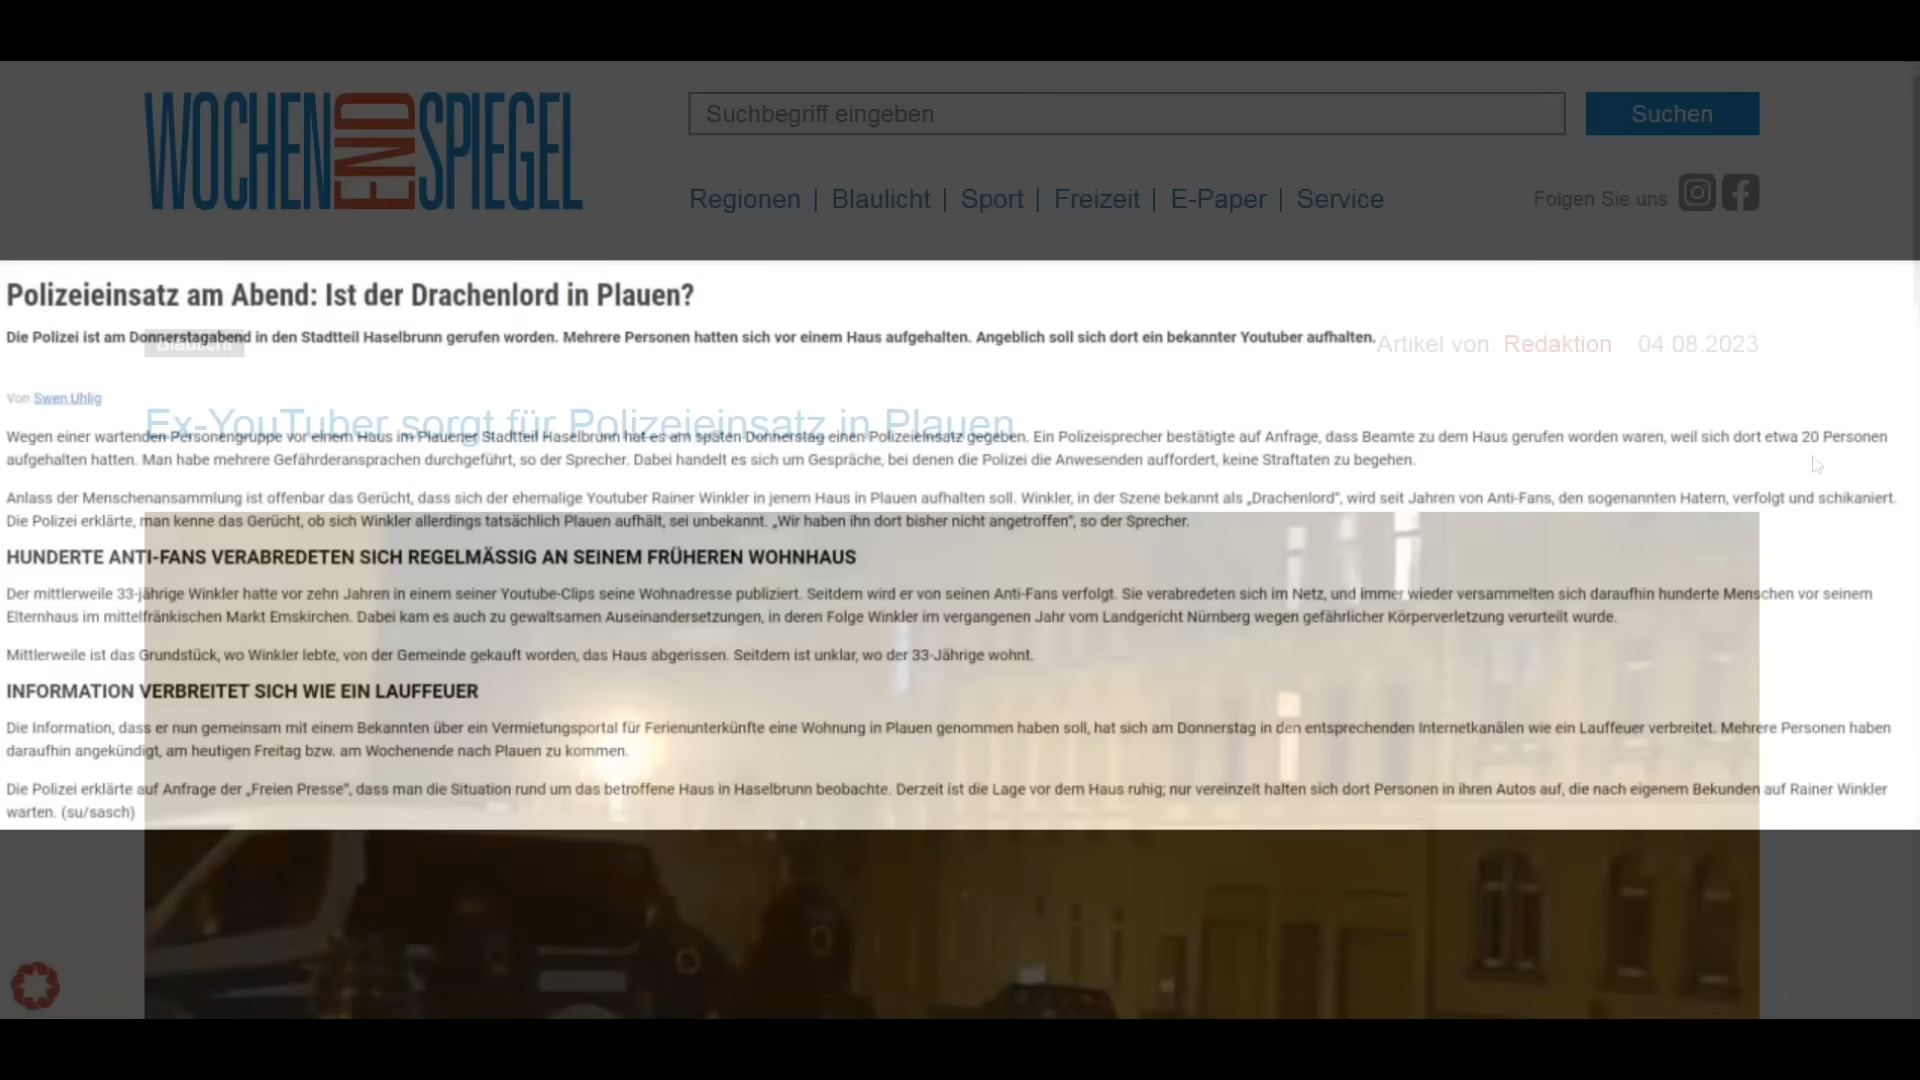 WOCHENENDSPIEGEL
Suchbegriff eingeben
Suchen
Regionen | Blaulicht | Sport | Freizeit | E-Paper | Service
Folgen Sie uns
Polizeieinsatz am Abend: Ist der Drachenlord in Plauen?
Die Polizei ist am Donnerstagabend in den Stadtteil Haselbrunn gerufen worden. Mehrere Personen hatten sich vor einem Haus aufgehalten. Angeblich soll sich dort ein bekannter Youtuber aufhalten.
Blaulicht
Artikel von: Redaktion 04.08.2023
Von Swen Uhlig
Ex-YouTuber sorgt für Polizeieinsatz in Plauen
Wegen einer wartenden Personengruppe vor einem Haus im Plauener Stadtteil Haselbrunn hat es am späten Donnerstag einen Polizeieinsatz gegeben. Ein Polizeisprecher bestätigte auf Anfrage, dass Beamte zu dem Haus gerufen worden waren, weil sich dort etwa 20 Personen
aufgehalten hatten. Man habe mehrere Gefährderansprachen durchgeführt, so der Sprecher. Dabei handelt es sich um Gespräche, bei denen die Polizei die Anwesenden auffordert, keine Straftaten zu begehen.
Anlass der Menschenansammlung ist offenbar das Gerücht, dass sich der ehemalige Youtuber Rainer Winkler in jenem Haus in Plauen aufhalten soll. Winkler, in der Szene bekannt als „Drachenlord“, wird seit Jahren von Anti-Fans, den sogenannten Hatern, verfolgt und schikaniert.
Die Polizei erklärte, man kenne das Gerücht, ob sich Winkler allerdings tatsächlich Plauen aufhält, sei unbekannt. „Wir haben ihn dort bisher nicht angetroffen“, so der Sprecher.
HUNDERTE ANTI-FANS VERABREDETEN SICH REGELMÄSSIG AN SEINEM FRÜHEREN WOHNHAUS
Der mittlerweile 33-jährige Winkler hatte vor zehn Jahren in einem seiner Youtube-Clips seine Wohnadresse publiziert. Seitdem wird er von seinen Anti-Fans verfolgt. Sie verabredeten sich im Netz, und immer wieder versammelten sich daraufhin hunderte Menschen vor seinem
Elternhaus im mittelfränkischen Markt Emskirchen. Dabei kam es auch zu gewaltsamen Auseinandersetzungen, in deren Folge Winkler im vergangenen Jahr vom Landgericht Nürnberg wegen gefährlicher Körperverletzung verurteilt wurde.
Mittlerweile ist das Grundstück, wo Winkler lebte, von der Gemeinde gekauft worden, das Haus abgerissen. Seitdem ist unklar, wo der 33-Jährige wohnt.
INFORMATION VERBREITET SICH WIE EIN LAUFFEUER
Die Information, dass er nun gemeinsam mit einem Bekannten über ein Vermietungsportal für Ferienunterkünfte eine Wohnung in Plauen genommen haben soll, hat sich am Donnerstag in den entsprechenden Internetkanälen wie ein Lauffeuer verbreitet. Mehrere Personen haben
daraufhin angekündigt, am heutigen Freitag bzw. am Wochenende nach Plauen zu kommen.
Die Polizei erklärte auf Anfrage der „Freien Presse“, dass man die Situation rund um das betroffene Haus in Haselbrunn beobachte. Derzeit ist die Lage vor dem Haus ruhig; nur vereinzelt halten sich dort Personen in ihren Autos auf, die nach eigenem Bekunden auf Rainer Winkler
warten. (su/sasch)